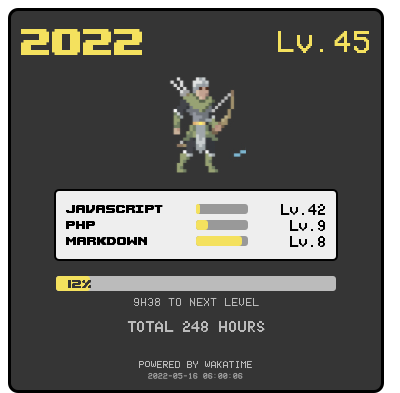 2022 Lv.45
JAVASCRIPT Lv.42
PHP Lv.9
MARKDOWN Lv.8
12%
9H38 TO NEXT LEVEL
TOTAL 248 HOURS
POWERED BY WAKATIME
2022-05-16 06:00:06